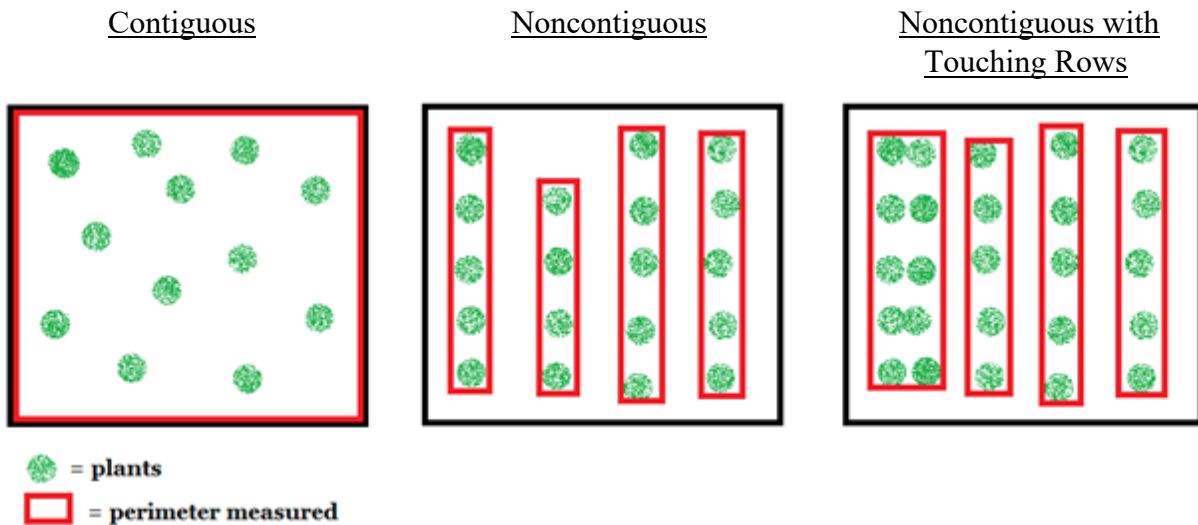 Contiguous
Noncontiguous
Noncontiguous with
Touching Rows
= plants
= perimeter measured